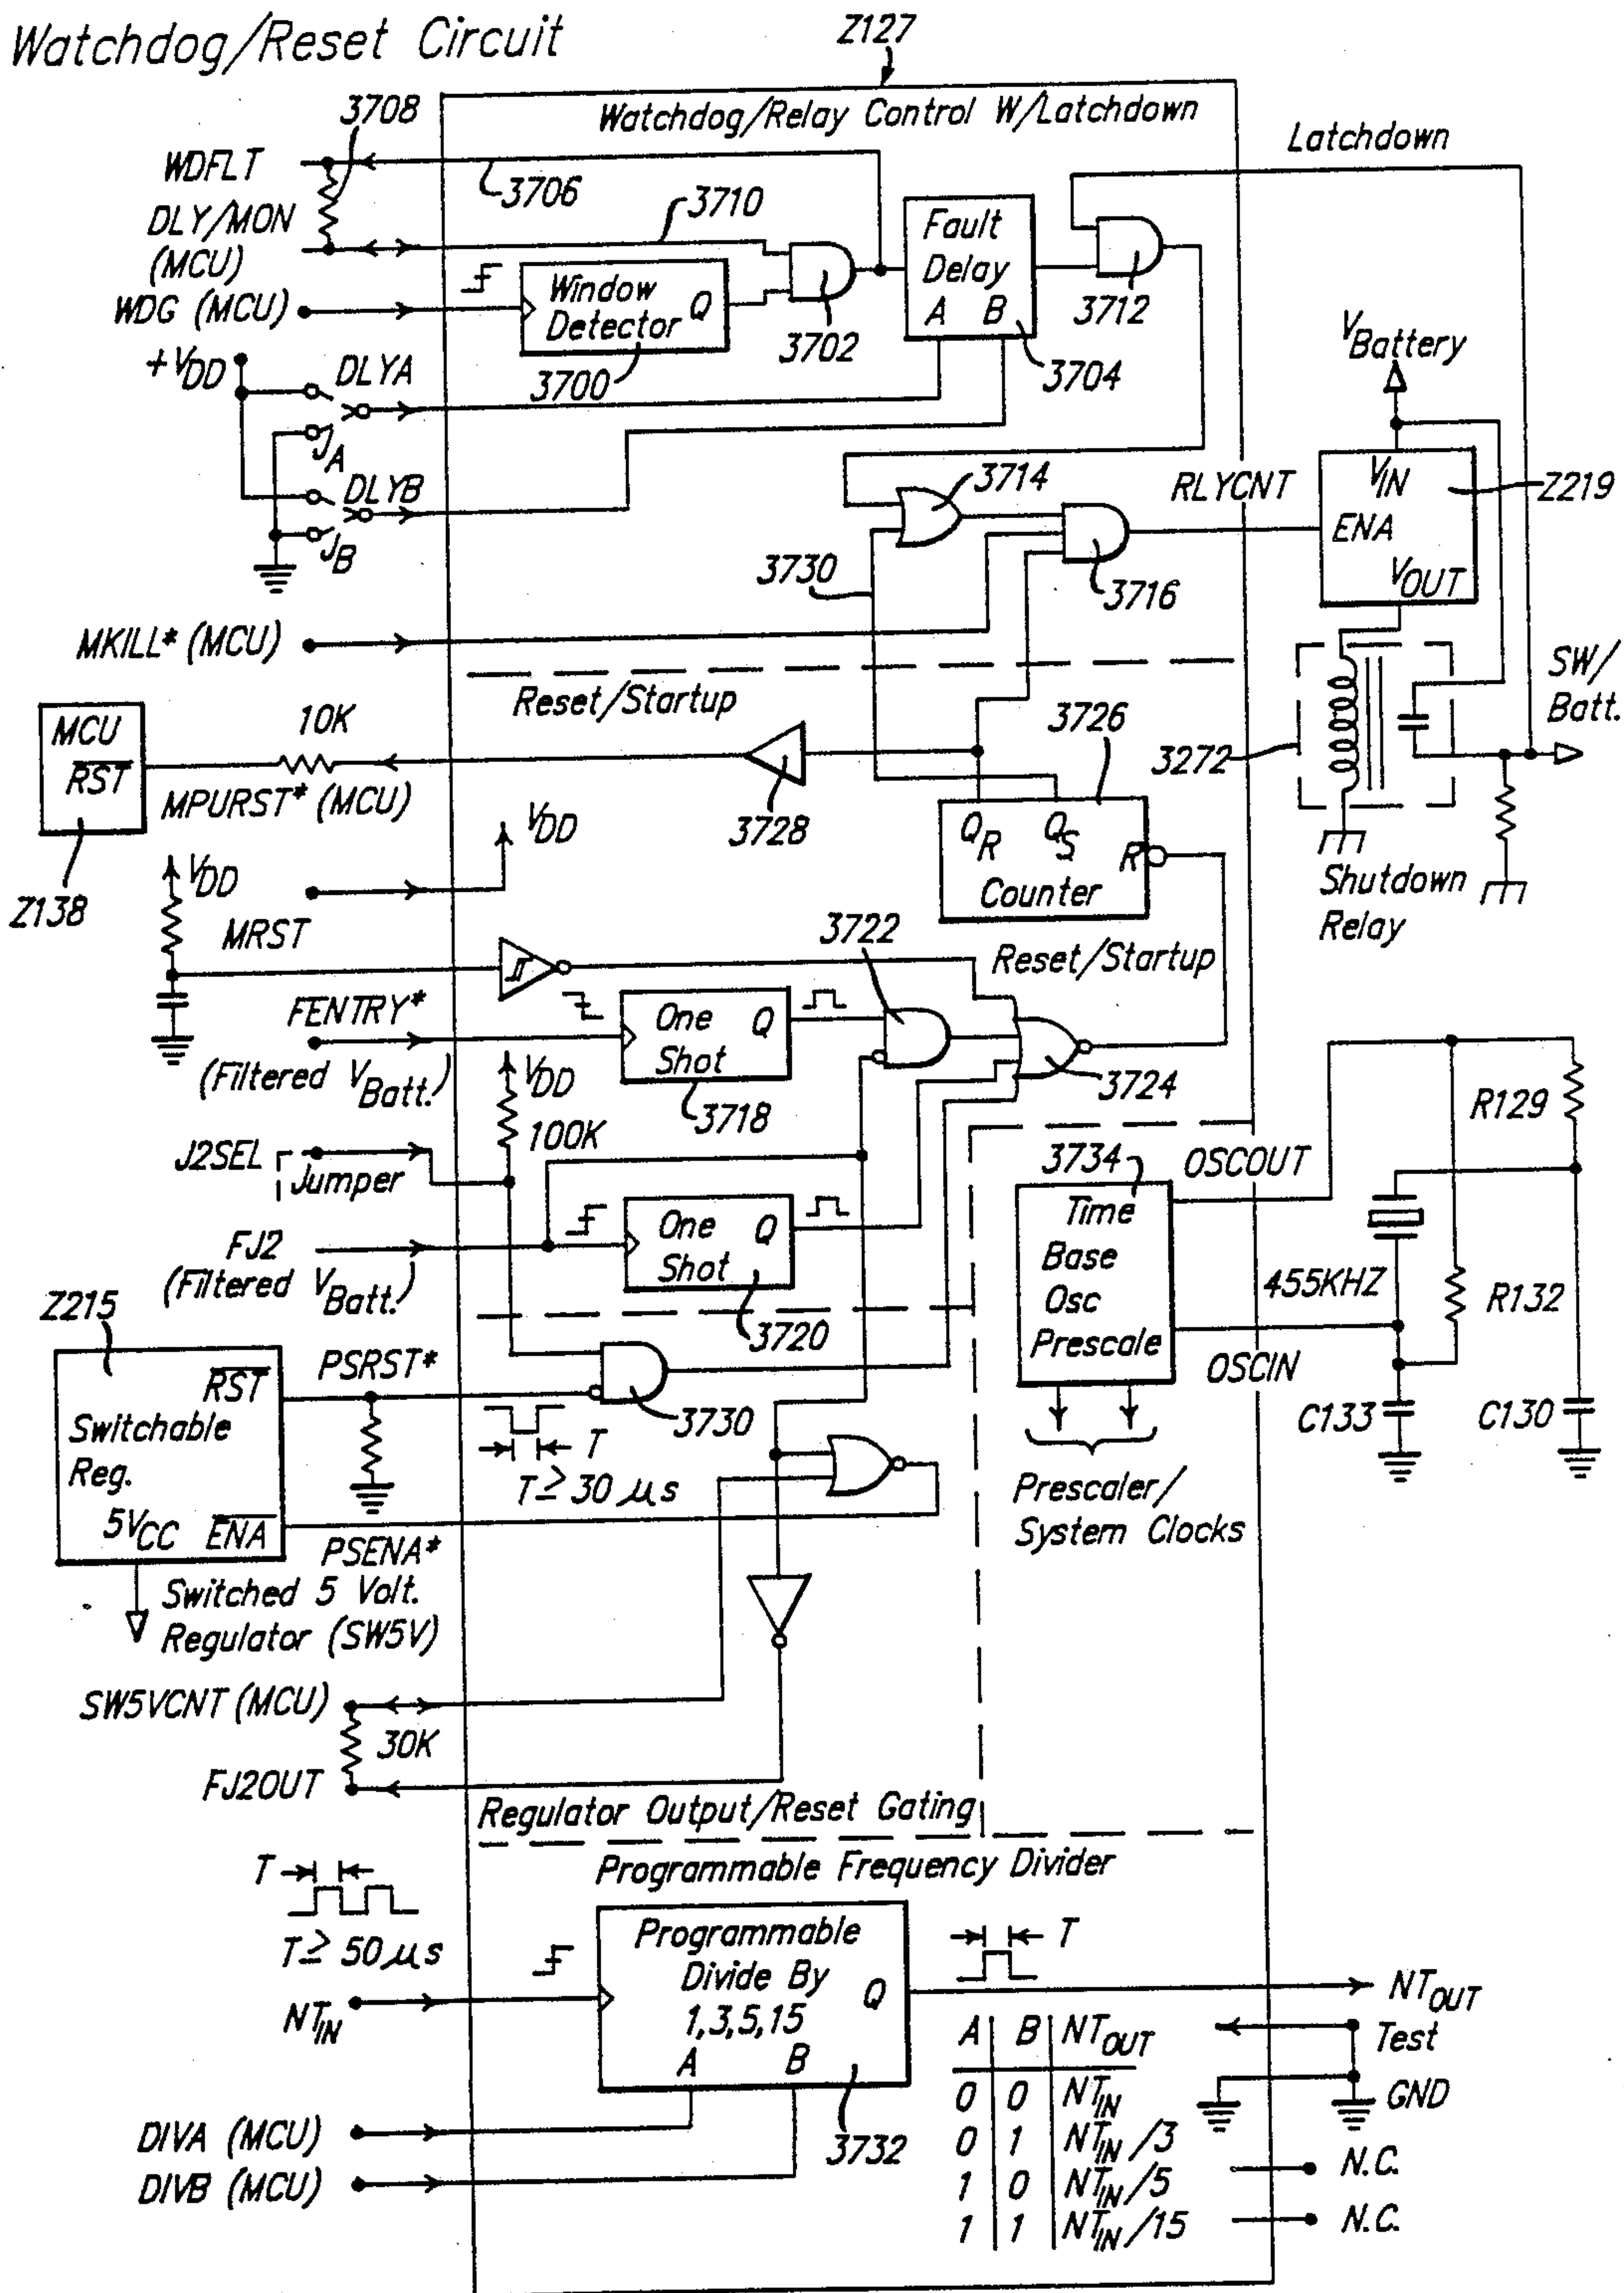 Watchdog/Reset Circuit
Z127
Watchdog/Relay Control W/Latchdown
3708
WDFLT
3706
Latchdown
DLY/MON
(MCU)
3710
Fault
Delay
A B
3712
WDG (MCU)
Window
Detector
Q
3702
3700
3704
+VDD
DLYA
JA
DLYB
JB
VBattery
3714
RLYCNT
VIN
ENA
VOUT
Z219
3730
3716
MKILL* (MCU)
SW/
Batt.
Reset/Startup
MCU
RST
10K
MPURST* (MCU)
3728
3726
QR QS R
Counter
3272
Shutdown
Relay
Z138
VDD
VDD
MRST
3722
Reset/Startup
FENTRY*
(Filtered VBatt.)
One
Shot
Q
3718
3724
VDD
100K
J2SEL
Jumper
R129
3734
OSCOUT
Time
Base
Osc
Prescale
FJ2
(Filtered VBatt.)
One
Shot
Q
3720
455KHZ
R132
OSCIN
Z215
RST
PSRST*
Switchable
Reg.
5VCC ENA
3730
T
T≥30 μs
C133
C130
Prescaler/
System Clocks
PSENA*
Switched 5 Volt.
Regulator (SW5V)
SW5VCNT (MCU)
30K
FJ2OUT
Regulator Output/Reset Gating
Programmable Frequency Divider
T
T≥ 50 μs
NTIN
Programmable
Divide By
1,3,5,15
Q
A B
3732
T
NTOUT
Test
GND
A B NTOUT
0 0 NTIN
0 1 NTIN/3
1 0 NTIN/5
1 1 NTIN/15
DIVA (MCU)
DIVB (MCU)
N.C.
N.C.